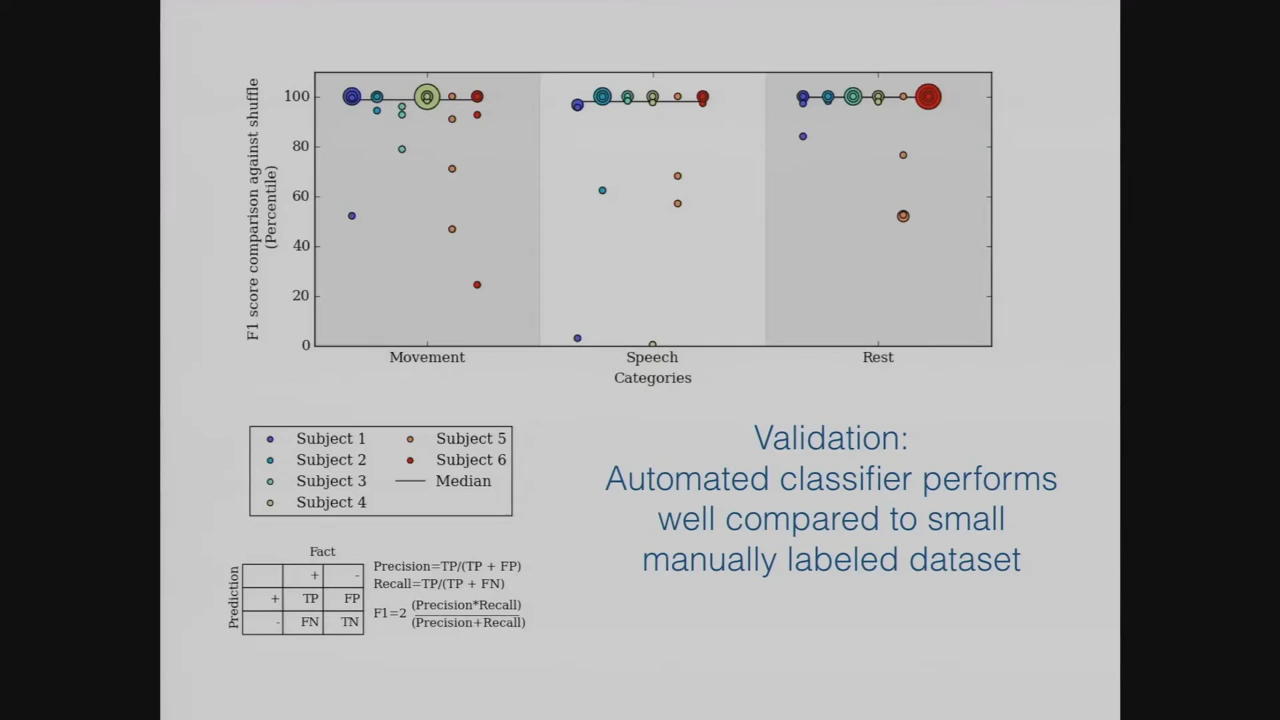 F1 score comparison against shuffle
(Percentile)
100
80
60
40
20
0
Movement
Speech
Rest
Categories
Subject 1
Subject 2
Subject 3
Subject 4
Subject 5
Subject 6
Median
Validation:
Automated classifier performs
well compared to small
manually labeled dataset
Fact
Prediction
+ -
+ TP FP
- FN TN
Precision=TP/(TP + FP)
Recall=TP/(TP + FN)
F1=2 (Precision*Recall)
(Precision+Recall)